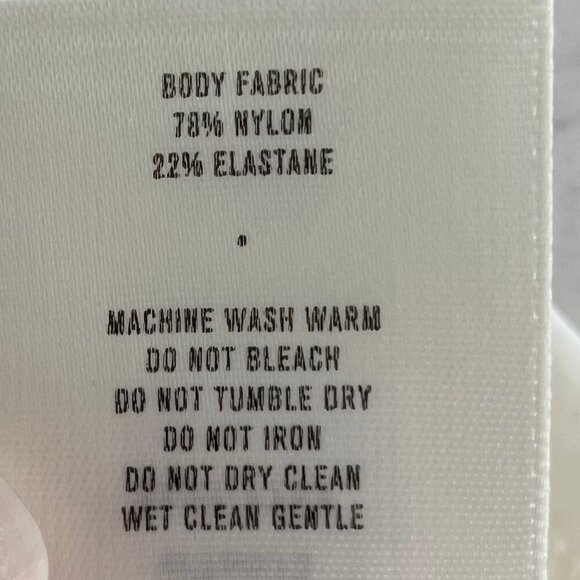 BODY FABRIC
78% NYLON
22% ELASTANE
MACHINE WASH WARM
DO NOT BLEACH
DO NOT TUMBLE DRY
DO NOT IRON
DO NOT DRY CLEAN
WET CLEAN GENTLE